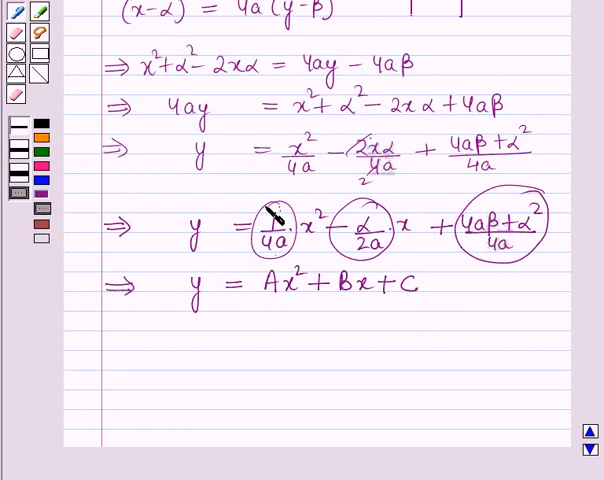 (x-α) = 4a(y-β)
⇒ x²+α²-2xα = 4ay - 4aβ
⇒ 4ay = x²+α²-2xα+4aβ
⇒ y = x²/4a - 2xα/4a + (4aβ+α²)/4a
2
⇒ y = 1/4a · x² - α/2a · x + (4aβ+α²)/4a
⇒ y = Ax²+Bx+C